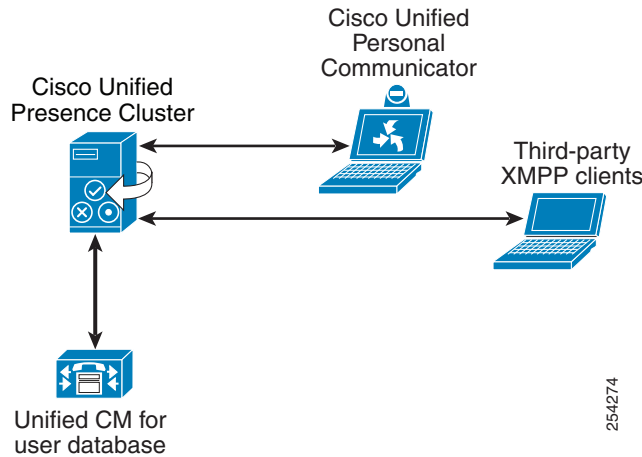 Cisco Unified
Personal
Communicator
Cisco Unified
Presence Cluster
Third-party
XMPP clients
Unified CM for
user database
254274